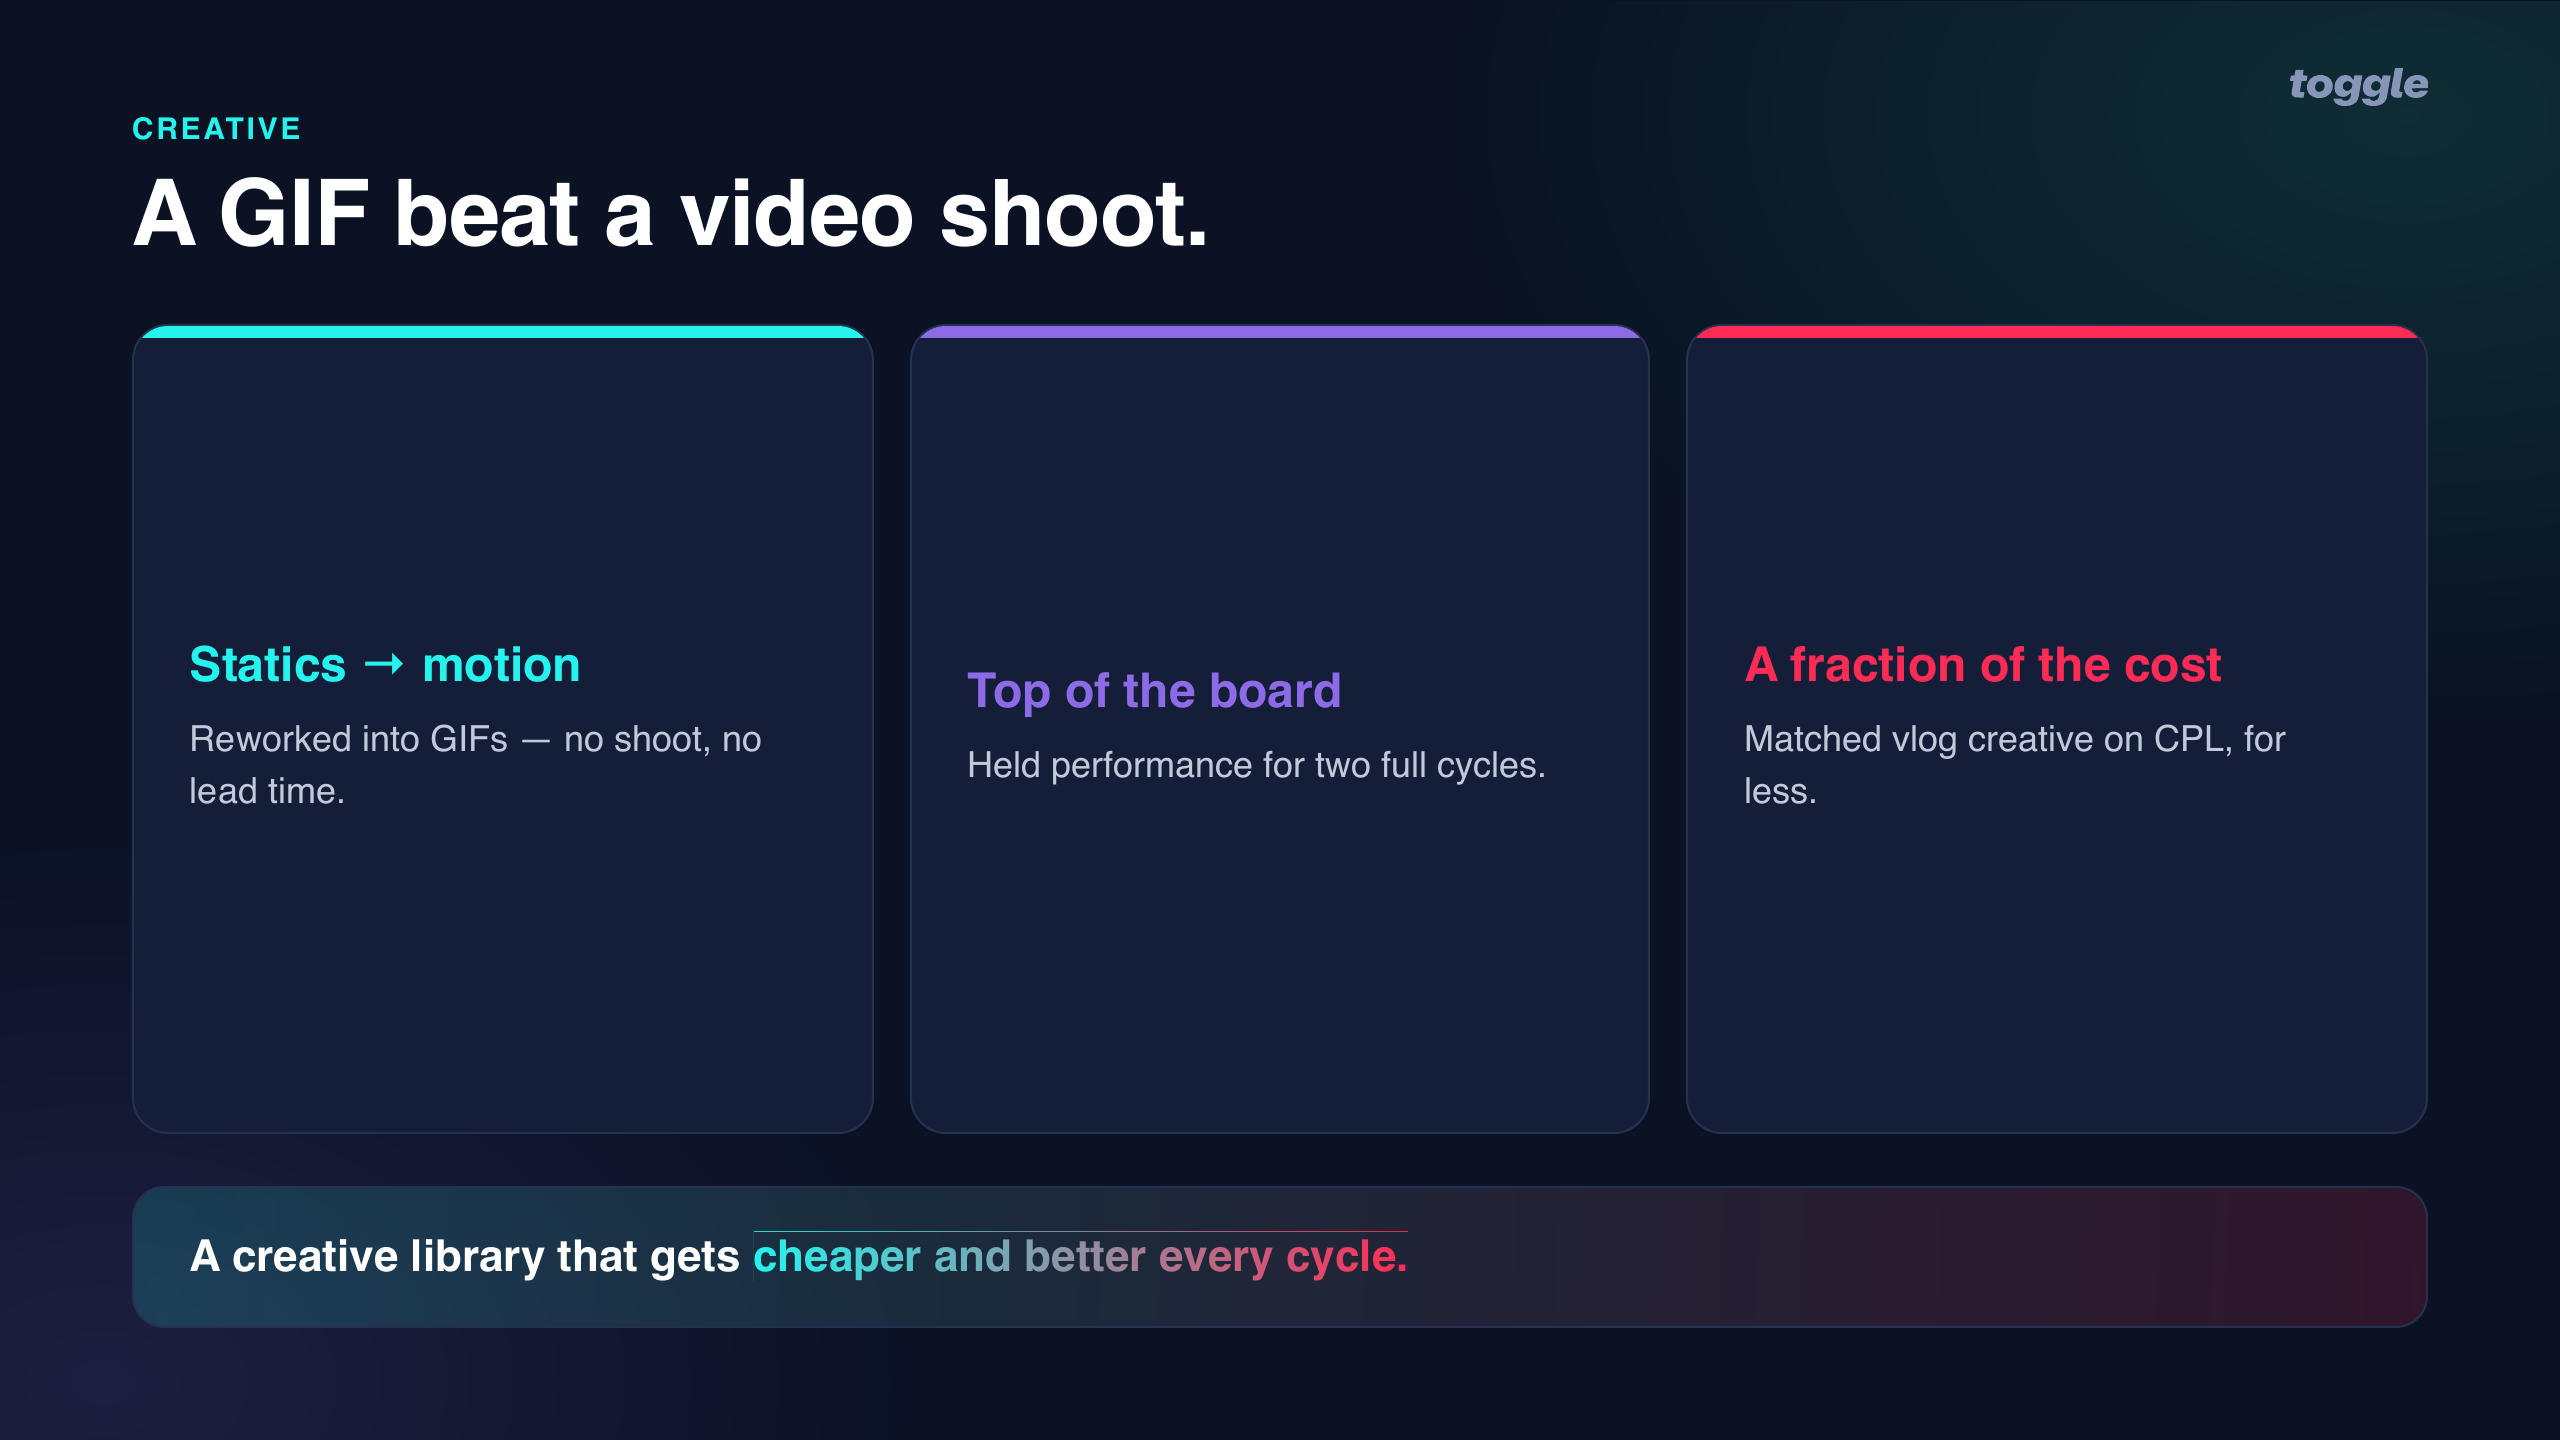 toggle
CREATIVE
A GIF beat a video shoot.
Statics → motion
Reworked into GIFs — no shoot, no
lead time.
Top of the board
Held performance for two full cycles.
A fraction of the cost
Matched vlog creative on CPL, for
less.
A creative library that gets cheaper and better every cycle.